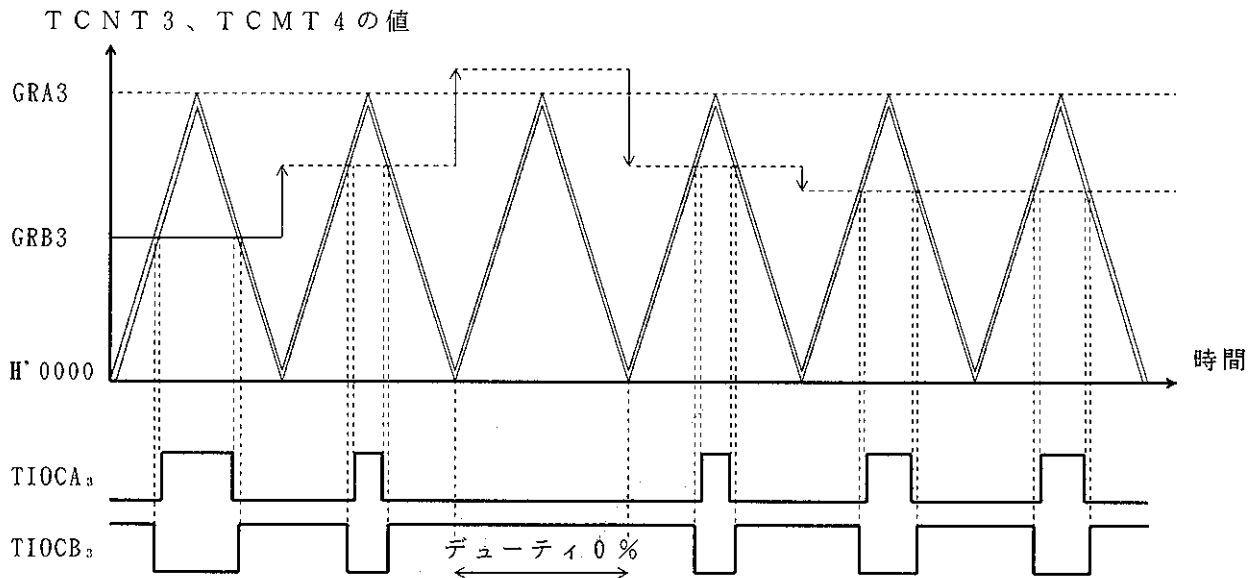 TCNT3、TCMT4の値
GRA3
GRB3
H'0000
時間
TIOCA₃
TIOCB₃
デューティ0%